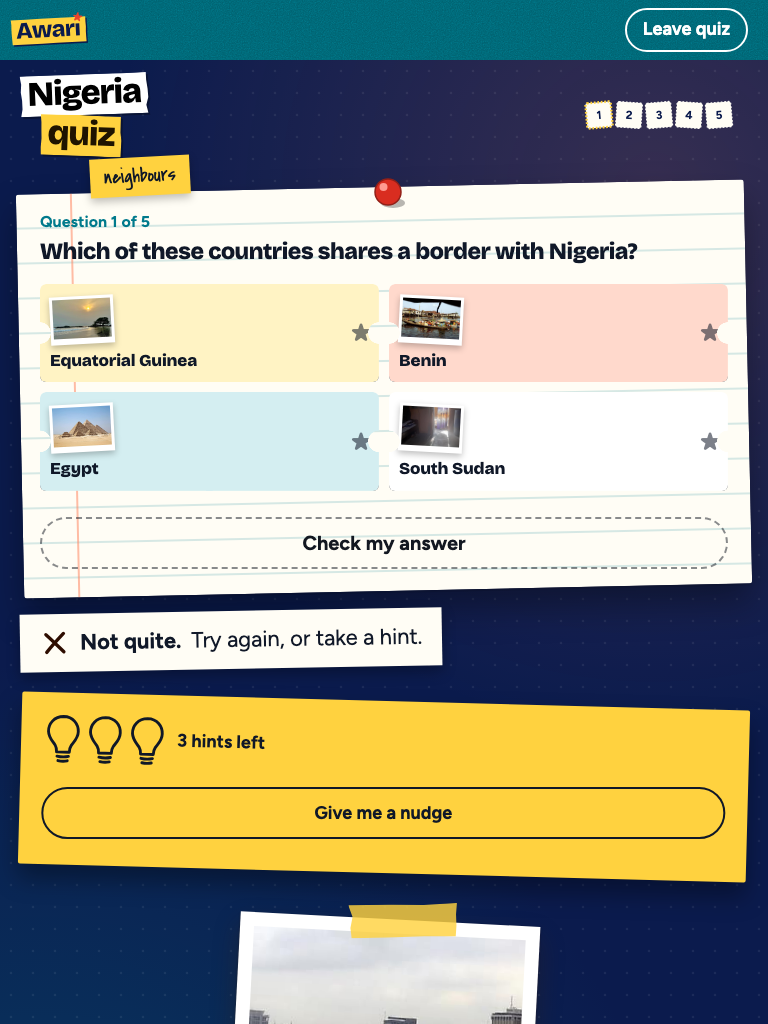 Awari
Leave quiz
Nigeria
quiz
neighbours
1 2 3 4 5
Question 1 of 5
Which of these countries shares a border with Nigeria?
Equatorial Guinea
Benin
Egypt
South Sudan
Check my answer
Not quite. Try again, or take a hint.
3 hints left
Give me a nudge